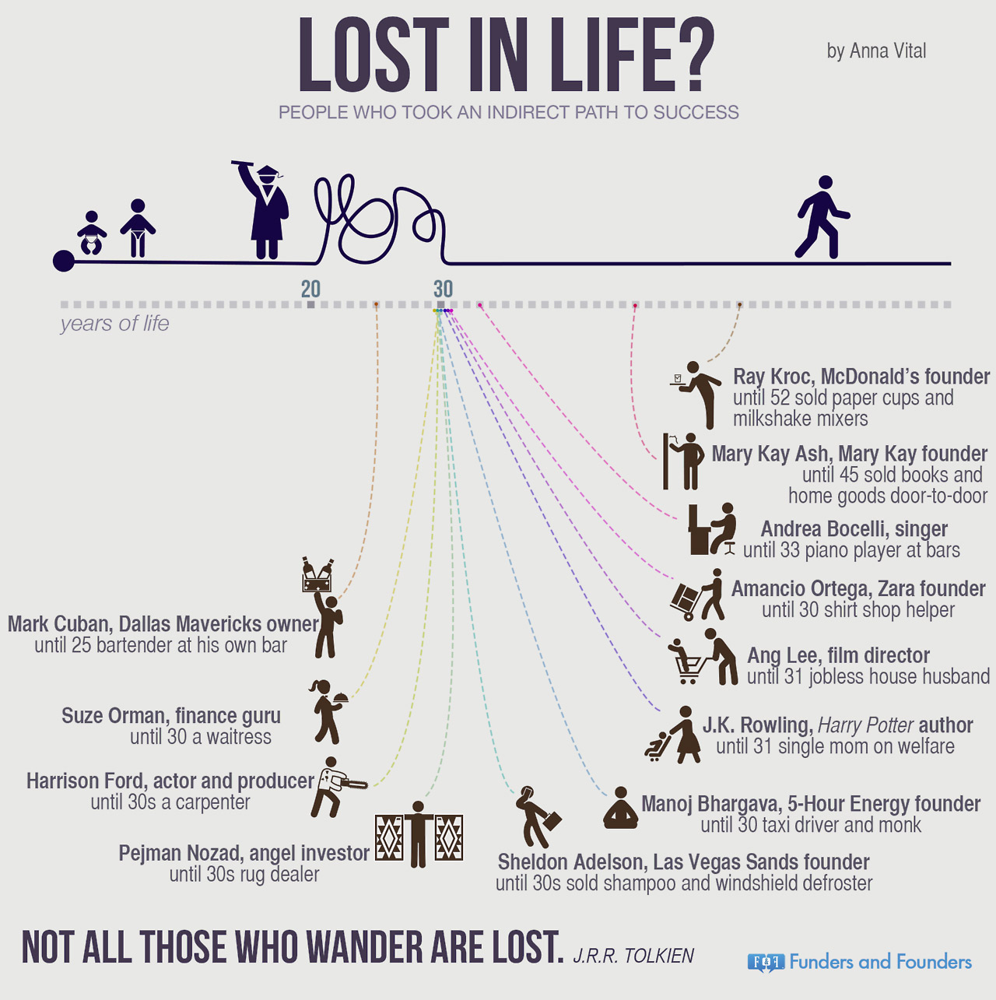 LOST IN LIFE?
by Anna Vital
PEOPLE WHO TOOK AN INDIRECT PATH TO SUCCESS
20
30
years of life
Ray Kroc, McDonald's founder
until 52 sold paper cups and
milkshake mixers
Mary Kay Ash, Mary Kay founder
until 45 sold books and
home goods door-to-door
Andrea Bocelli, singer
until 33 piano player at bars
Amancio Ortega, Zara founder
until 30 shirt shop helper
Ang Lee, film director
until 31 jobless house husband
J.K. Rowling, Harry Potter author
until 31 single mom on welfare
Manoj Bhargava, 5-Hour Energy founder
until 30 taxi driver and monk
Mark Cuban, Dallas Mavericks owner
until 25 bartender at his own bar
Suze Orman, finance guru
until 30 a waitress
Harrison Ford, actor and producer
until 30s a carpenter
Pejman Nozad, angel investor
until 30s rug dealer
Sheldon Adelson, Las Vegas Sands founder
until 30s sold shampoo and windshield defroster
NOT ALL THOSE WHO WANDER ARE LOST. J.R.R. TOLKIEN
F&F. Funders and Founders